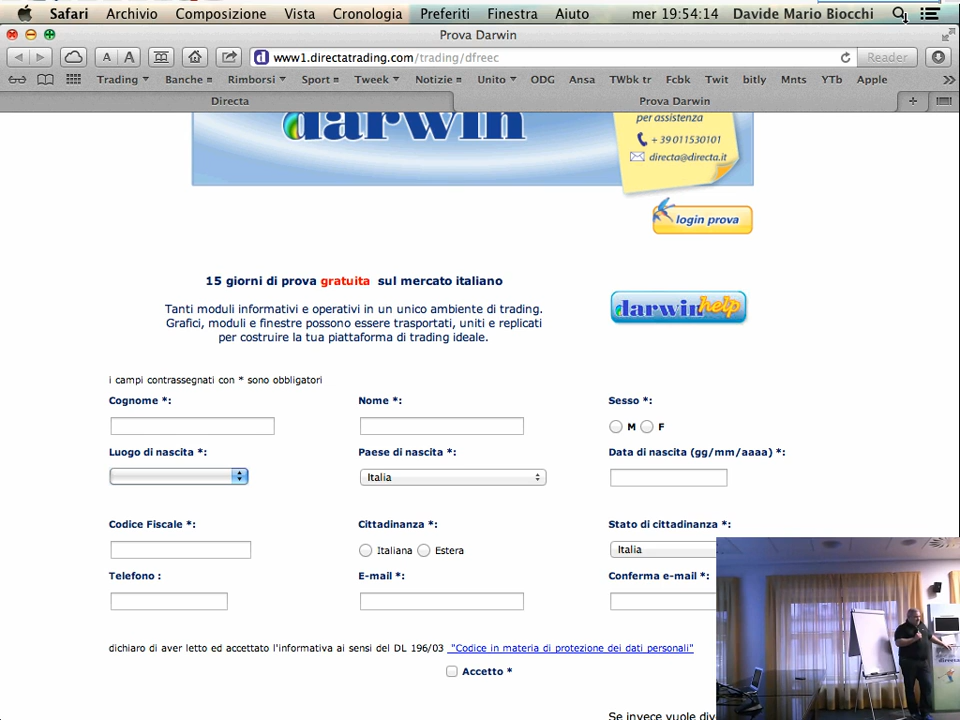 Safari Archivio Composizione Vista Cronologia Preferiti Finestra Aiuto mer 19:54:14 Davide Mario Biocchi
Prova Darwin
A A www1.directatrading.com/trading/dfreec Reader
Trading Banche Rimborsi Sport Tweek Notizie Unito ODG Ansa TWbk tr Fcbk Twit bitly Mnts YTb Apple
Directa Prova Darwin
darwin
per assistenza
+ 39 011530101
directa@directa.it
login prova
15 giorni di prova gratuita sul mercato italiano
darwin help
Tanti moduli informativi e operativi in un unico ambiente di trading.
Grafici, moduli e finestre possono essere trasportati, uniti e replicati
per costruire la tua piattaforma di trading ideale.
i campi contrassegnati con * sono obbligatori
Cognome *: Nome *: Sesso *:
M F
Luogo di nascita *: Paese di nascita *: Data di nascita (gg/mm/aaaa) *:
Italia
Codice Fiscale *: Cittadinanza *: Stato di cittadinanza *:
Italiana Estera Italia
Telefono : E-mail *: Conferma e-mail *:
dichiaro di aver letto ed accettato l'informativa ai sensi del DL 196/03 "Codice in materia di protezione dei dati personali"
Accetto *
Se invece vuole div
directa